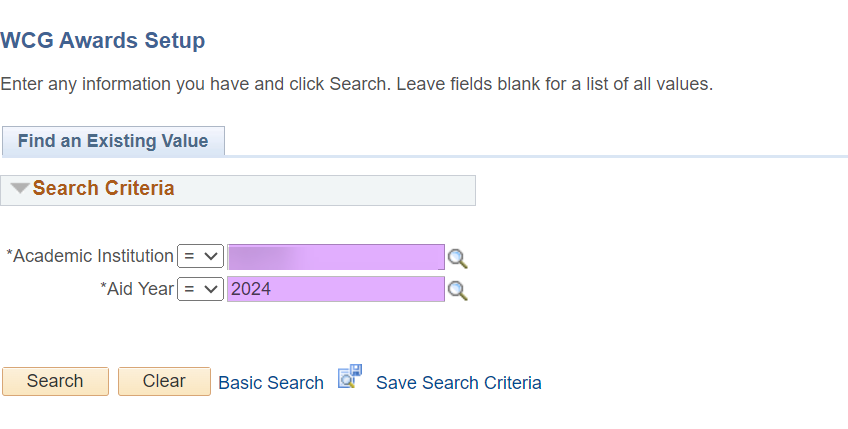 WCG Awards Setup
Enter any information you have and click Search. Leave fields blank for a list of all values.
Find an Existing Value
Search Criteria
*Academic Institution =
*Aid Year = 2024
Search Clear Basic Search Save Search Criteria